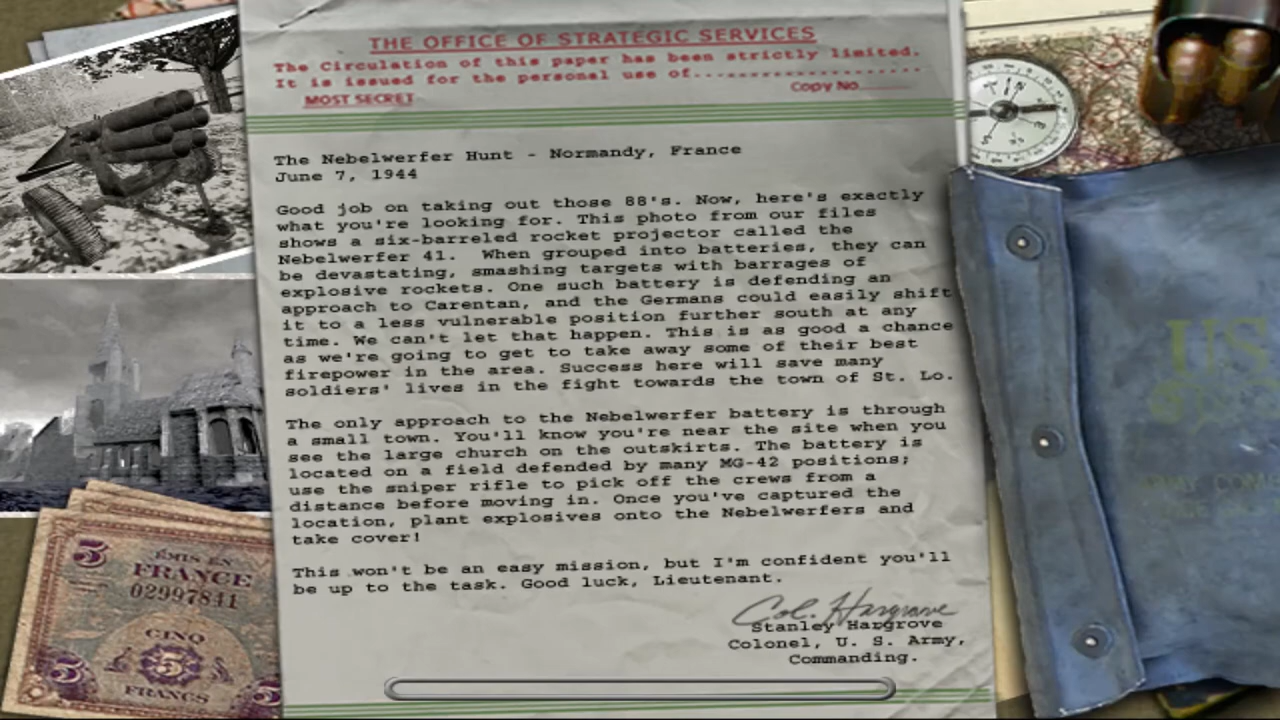 THE OFFICE OF STRATEGIC SERVICES
The Circulation of this paper has been strictly limited.
It is issued for the personal use of
MOST SECRET
Copy No
The Nebelwerfer Hunt - Normandy, France
June 7, 1944
Good job on taking out those 88's. Now, here's exactly
what you're looking for. This photo from our files
shows a six-barreled rocket projector called the
Nebelwerfer 41. When grouped into batteries, they can
be devastating, smashing targets with barrages of
explosive rockets. One such battery is defending an
approach to Carentan, and the Germans could easily shift
it to a less vulnerable position further south at any
time. We can't let that happen. This is as good a chance
as we're going to get to take away some of their best
firepower in the area. Success here will save many
soldiers' lives in the fight towards the town of St. Lo.
The only approach to the Nebelwerfer battery is through
a small town. You'll know you're near the site when you
see the large church on the outskirts. The battery is
located on a field defended by many MG-42 positions;
use the sniper rifle to pick off the crews from a
distance before moving in. Once you've captured the
location, plant explosives onto the Nebelwerfers and
take cover!
This won't be an easy mission, but I'm confident you'll
be up to the task. Good luck, Lieutenant.
Col. Hargrove
Stanley Hargrove
Colonel, U. S. Army,
Commanding.
5
ÉMIS EN
FRANCE
02997841
CINQ
5
FRANCS
5
5
US